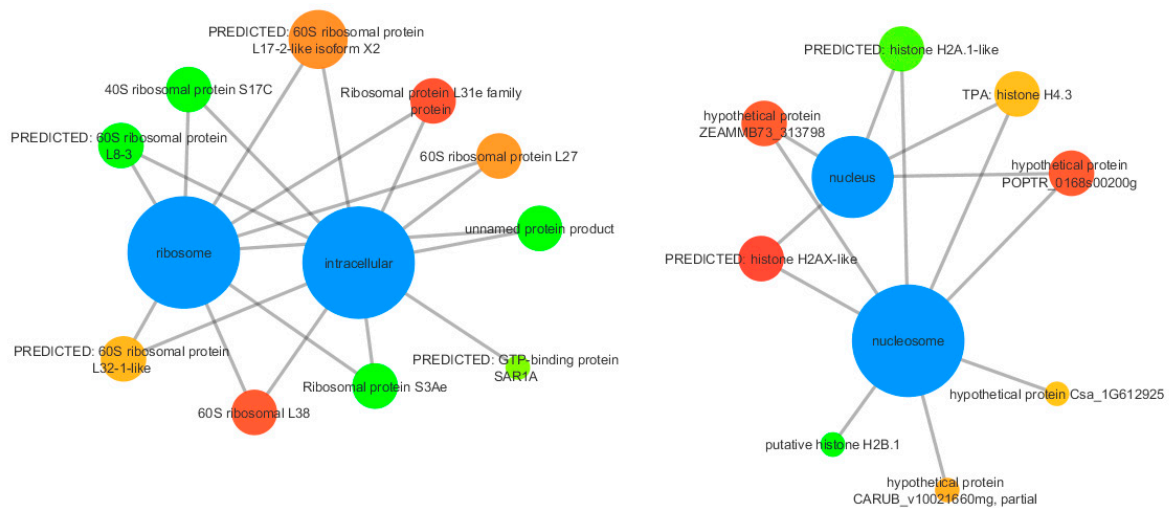 PREDICTED: 60S ribosomal protein
L17-2-like isoform X2
40S ribosomal protein S17C
Ribosomal protein L31e family
protein
PREDICTED: 60S ribosomal protein
L8-3
60S ribosomal protein L27
unnamed protein product
ribosome
intracellular
PREDICTED: 60S ribosomal protein
L32-1-like
PREDICTED: GTP-binding protein
SAR1A
Ribosomal protein S3Ae
60S ribosomal L38
PREDICTED: histone H2A.1-like
TPA: histone H4.3
hypothetical protein
ZEAMMB73_313798
hypothetical protein
POPTR_0168s00200g
nucleus
PREDICTED: histone H2AX-like
nucleosome
hypothetical protein Csa_1G612925
putative histone H2B.1
hypothetical protein
CARUB_v10021660mg, partial